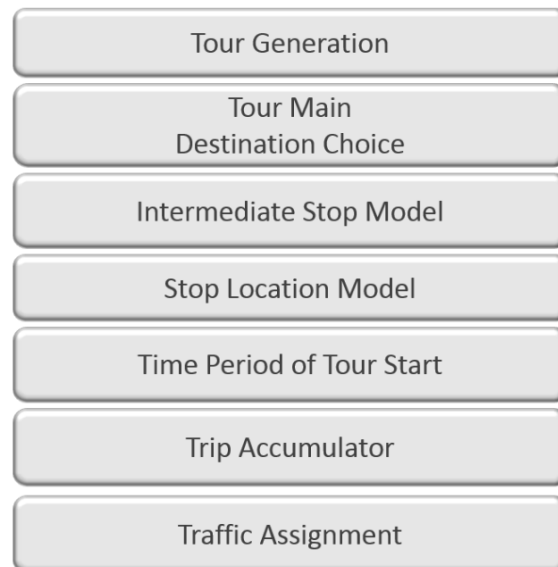 Tour Generation
Tour Main
Destination Choice
Intermediate Stop Model
Stop Location Model
Time Period of Tour Start
Trip Accumulator
Traffic Assignment